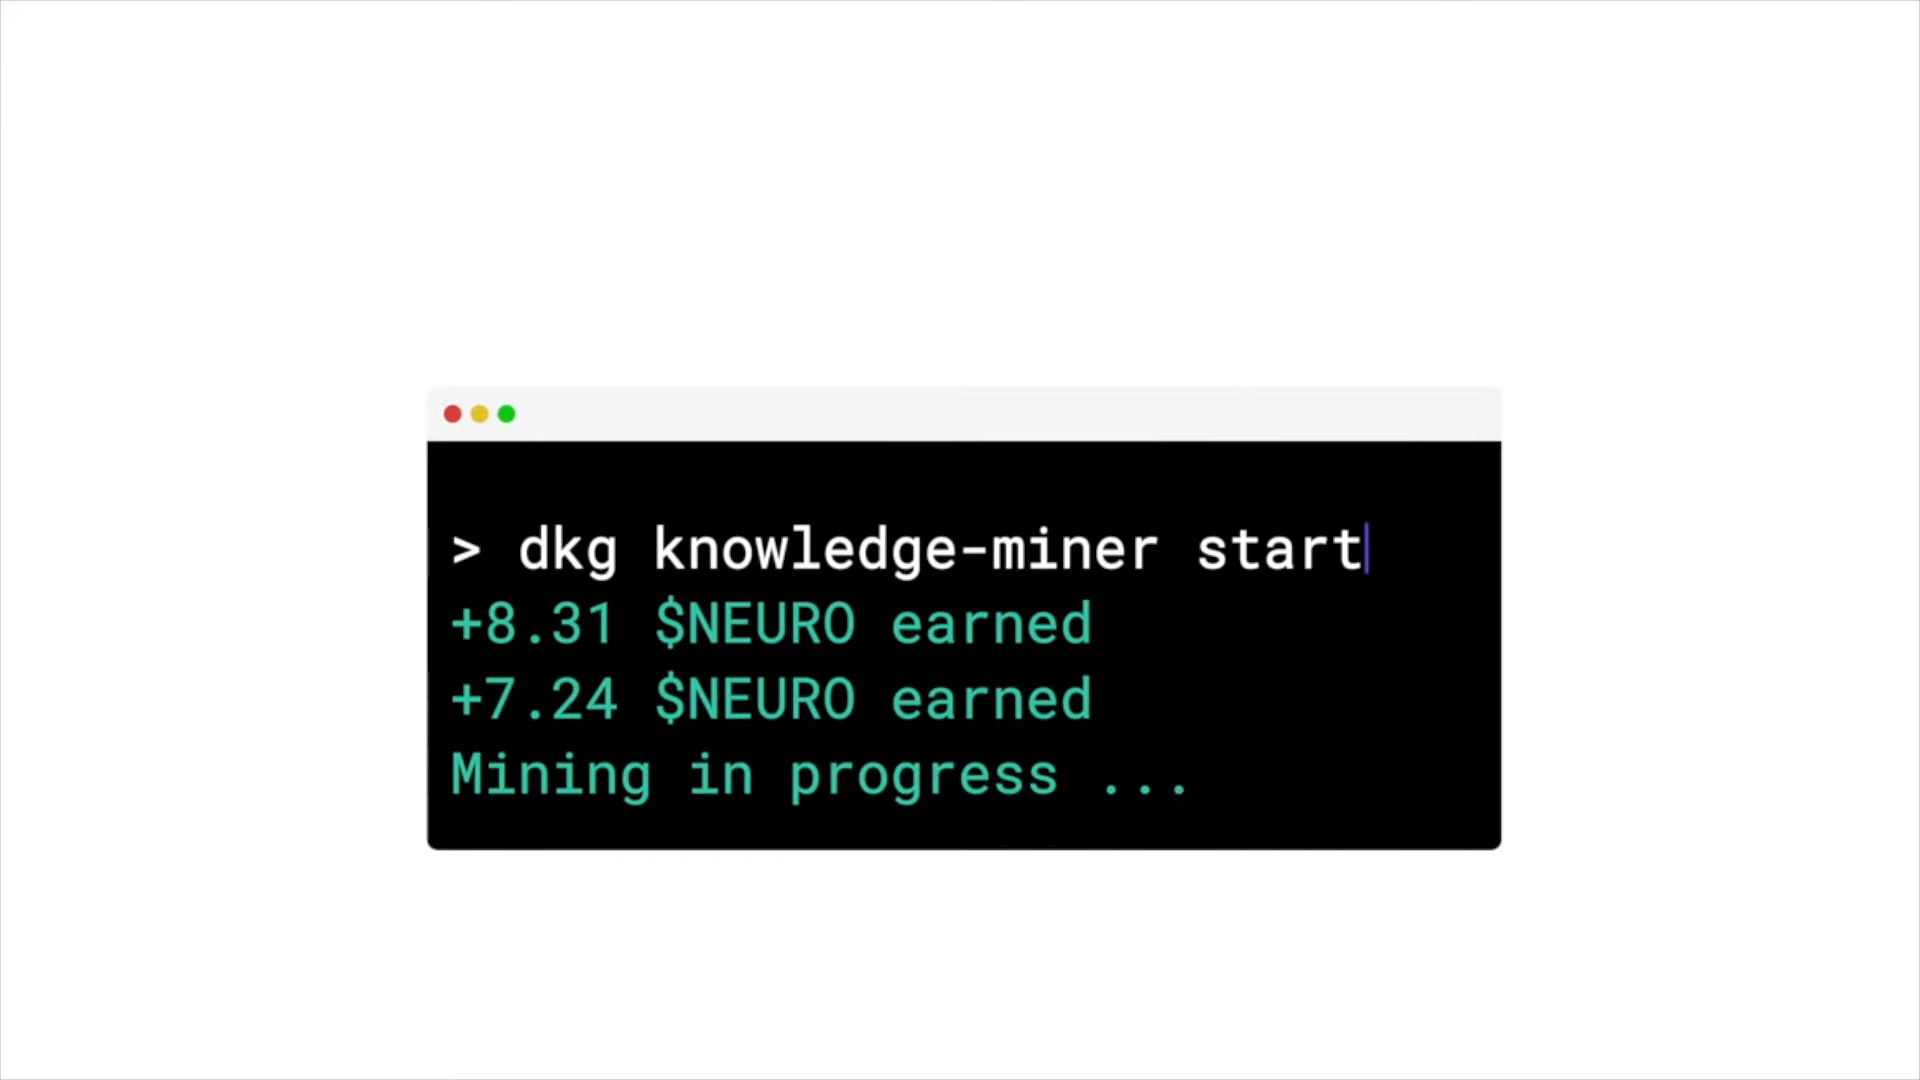 > dkg knowledge-miner start
+8.31 $NEURO earned
+7.24 $NEURO earned
Mining in progress ...